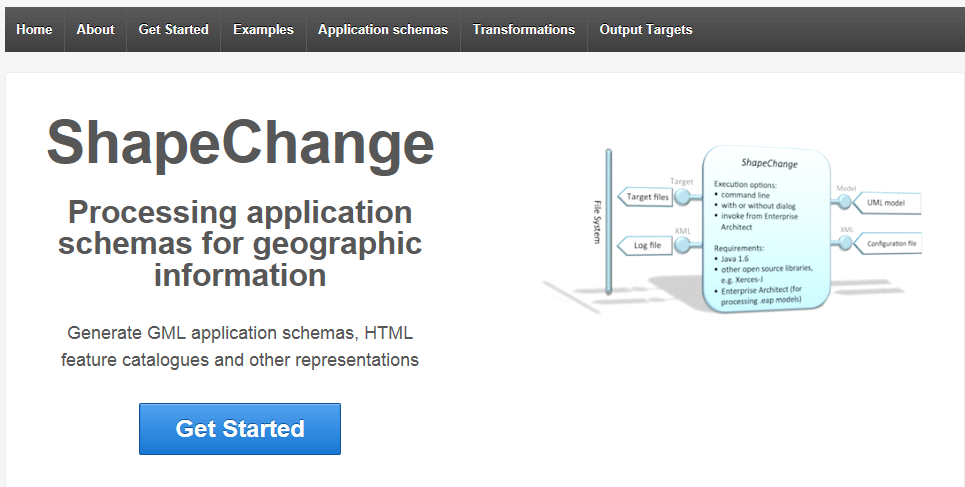 Home About Get Started Examples Application schemas Transformations Output Targets
ShapeChange
Processing application
schemas for geographic
information
Generate GML application schemas, HTML
feature catalogues and other representations
Get Started
File System
Target
Target files
XML
Log file
ShapeChange
Execution options:
• command line
• with or without dialog
• invoke from Enterprise
Architect
Requirements:
• Java 1.6
• other open source libraries,
e.g. Xerces-J
• Enterprise Architect (for
processing .eap models)
Model
UML model
XML
Configuration file